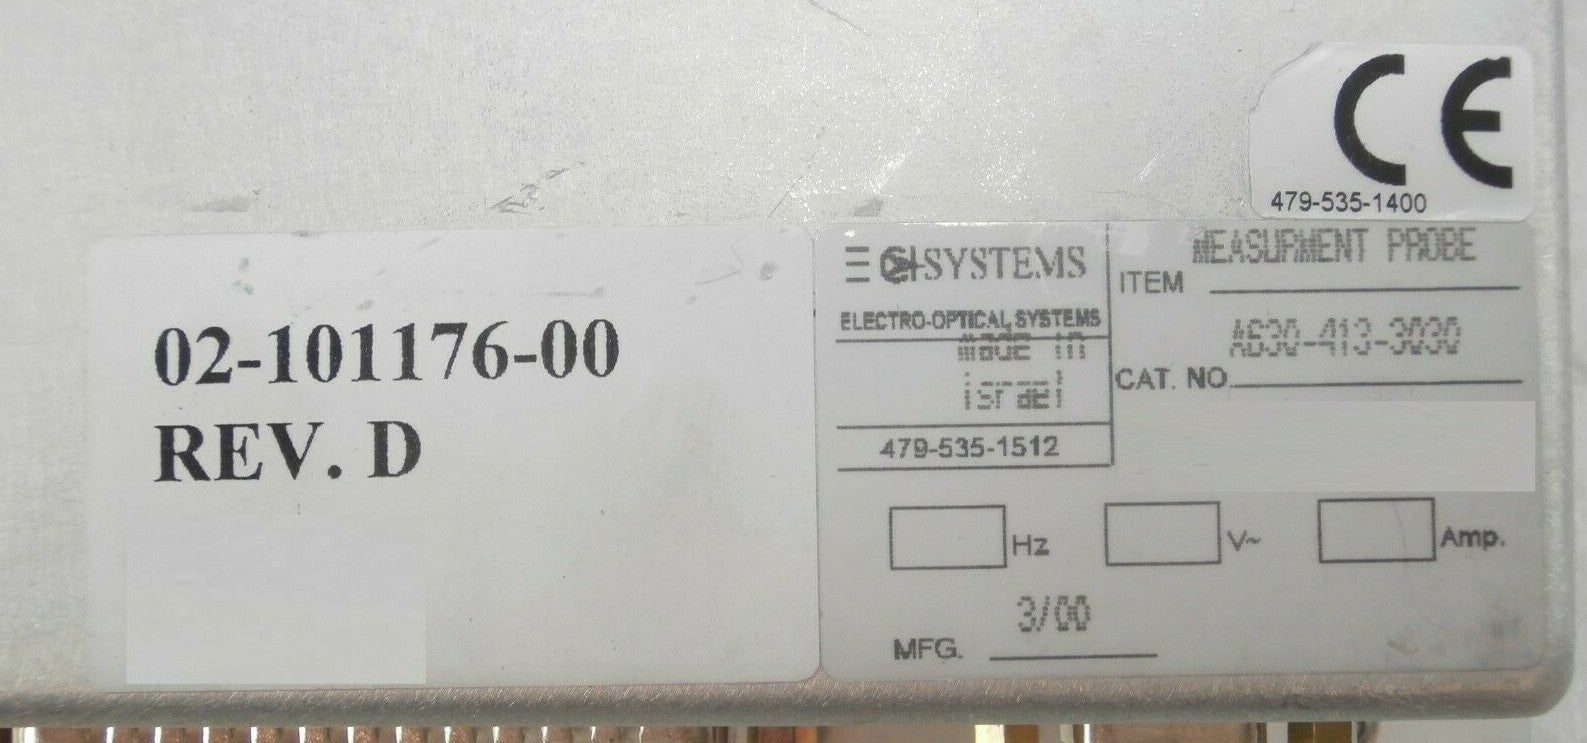 CE
479-535-1400
02-101176-00
REV. D
CI SYSTEMS
ELECTRO-OPTICAL SYSTEMS
made in
israel
479-535-1512
ITEM MEASURMENT PROBE
CAT. NO. A630-413-3030
Hz V~ Amp.
MFG. 3/00